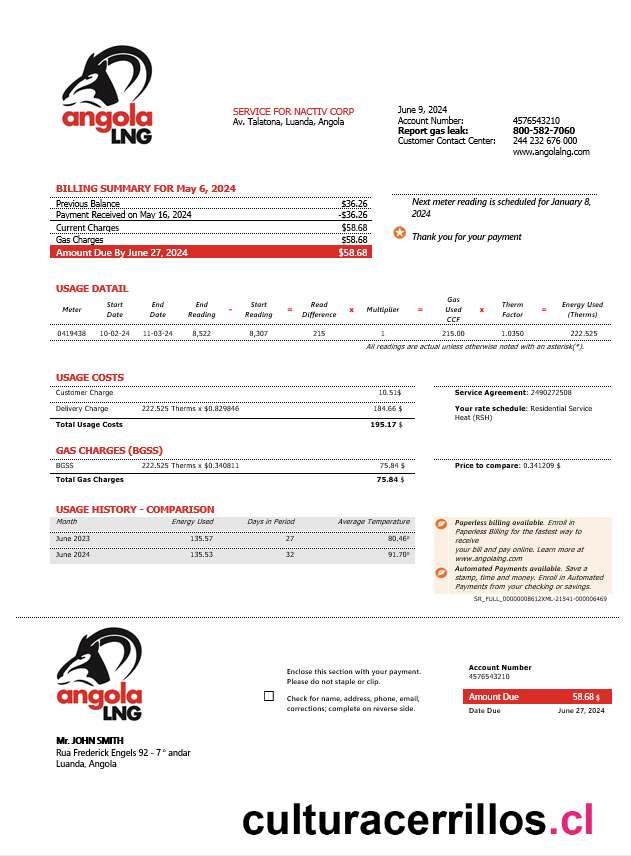 angola
LNG
SERVICE FOR NACTIV CORP
Av. Talatona, Luanda, Angola
June 9, 2024
Account Number: 4576543210
Report gas leak: 800-582-7060
Customer Contact Center: 244 232 676 000
www.angolalng.com
BILLING SUMMARY FOR May 6, 2024
Previous Balance $36.26
Payment Received on May 16, 2024 -$36.26
Current Charges $58.68
Gas Charges $58.68
Amount Due By June 27, 2024 $58.68
Next meter reading is scheduled for January 8,
2024
Thank you for your payment
USAGE DATAIL
Meter Start Date End Date End Reading - Start Reading = Read Difference x Multiplier = Gas Used CCF x Therm Factor = Energy Used (Therms)
0419438 10-02-24 11-03-24 8,522 8,307 215 1 215.00 1.0350 222.525
All readings are actual unless otherwise noted with an asterisk(*).
USAGE COSTS
Customer Charge 10.51$
Delivery Charge 222.525 Therms x $0.829846 184.66 $
Total Usage Costs 195.17 $
Service Agreement: 2490272508
Your rate schedule: Residential Service
Heat (RSH)
GAS CHARGES (BGSS)
BGSS 222.525 Therms x $0.340811 75.84 $
Total Gas Charges 75.84 $
Price to compare: 0.341209 $
USAGE HISTORY - COMPARISON
Month Energy Used Days in Period Average Temperature
June 2023 135.57 27 80.46°
June 2024 135.53 32 91.70°
Paperless billing available. Enroll in
Paperless Billing for the fastest way to
receive
your bill and pay online. Learn more at
www.angolalng.com
Automated Payments available. Save a
stamp, time and money. Enroll in Automated
Payments from your checking or savings.
SR_FULL_00000008612XML-21541-000006469
angola
LNG
Enclose this section with your payment.
Please do not staple or clip.
Check for name, address, phone, email,
corrections; complete on reverse side.
Account Number
4576543210
Amount Due 58.68 $
Date Due June 27, 2024
Mr. JOHN SMITH
Rua Frederick Engels 92 - 7° andar
Luanda, Angola
culturacerrillos.cl